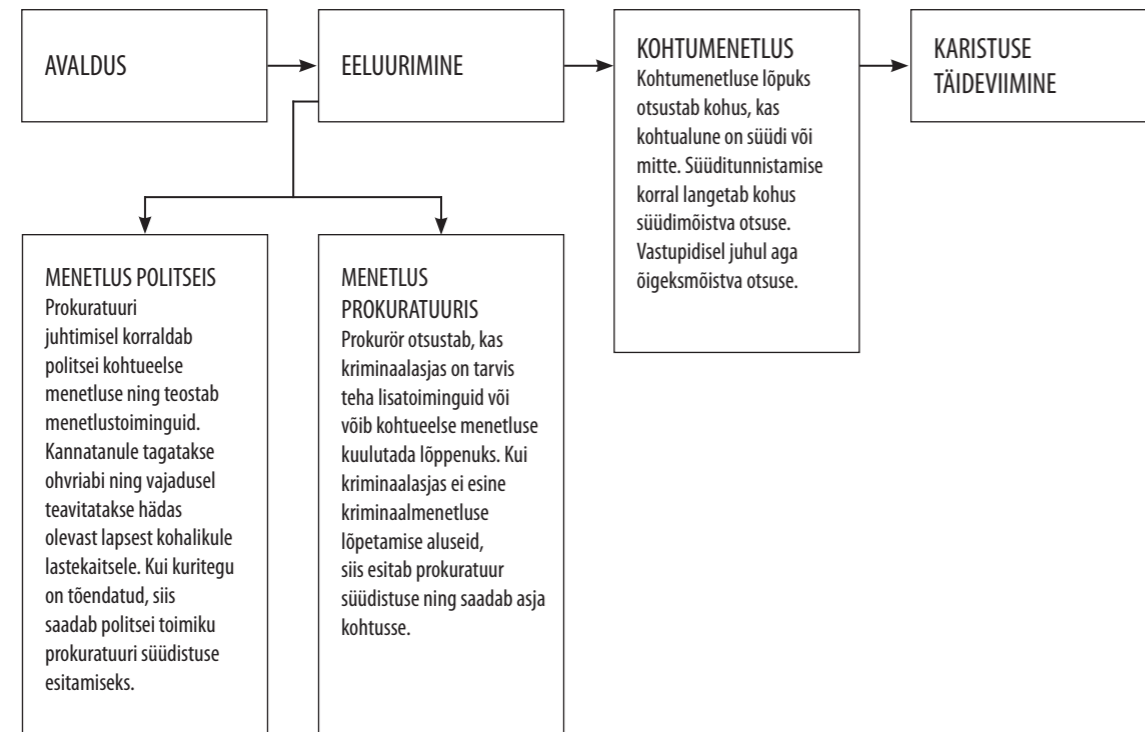 AVALDUS
EELUURIMINE
KOHTUMENETLUS
Kohtumenetluse lõpuks
otsustab kohus, kas
kohtualune on süüdi või
mitte. Süüditunnistamise
korral langetab kohus
süüdimõistva otsuse.
Vastupidisel juhul aga
õigeksmõistva otsuse.
KARISTUSE
TÄIDEVIIMINE
MENETLUS POLITSEIS
Prokuratuuri
juhtimisel korraldab
politsei kohtueelse
menetluse ning teostab
menetlustoiminguid.
Kannatanule tagatakse
ohvriabi ning vajadusel
teavitatakse hädas
olevast lapsest kohalikule
lastekaitsele. Kui kuritegu
on tõendatud, siis
saadab politsei toimiku
prokuratuuri süüdistuse
esitamiseks.
MENETLUS
PROKURATUURIS
Prokurör otsustab, kas
kriminaalasjas on tarvis
teha lisatoiminguid või
võib kohtueelse menetluse
kuulutada lõppenuks. Kui
kriminaalasjas ei esine
kriminaalmenetluse
lõpetamise aluseid,
siis esitab prokuratuur
süüdistuse ning saadab asja
kohtusse.